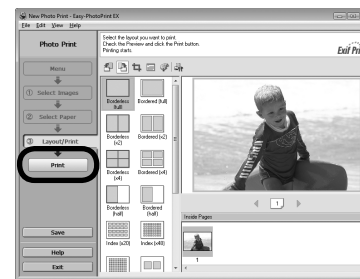 New Photo Print - Easy-PhotoPrint EX
File Edit View Help
Photo Print
Select the layout you want to print.
Check the Preview and click the Print button.
Printing starts.
Exif Pri
Menu
① Select Images
② Select Paper
③ Layout/Print
Print
Save
Help
Exit
Borderless (full)
Bordered (full)
Borderless (x2)
Bordered (x2)
Borderless (x4)
Bordered (x4)
Borderless (half)
Bordered (half)
Index (x20)
Index (x40)
1
Inside Pages
1